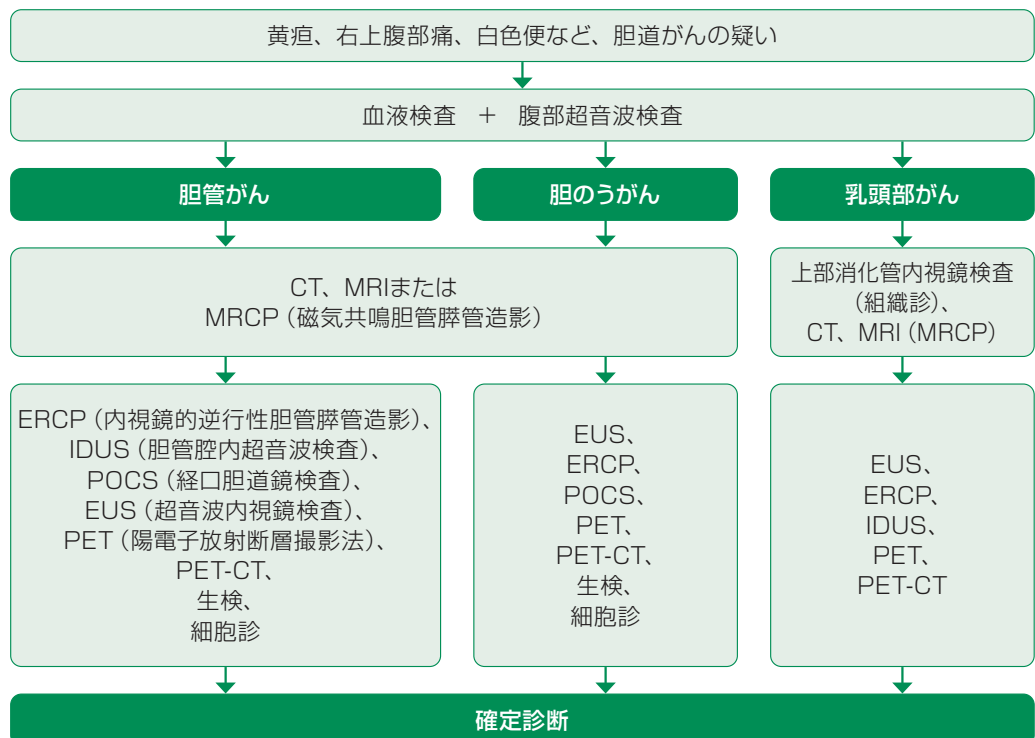 黄疸、右上腹部痛、白色便など、胆道がんの疑い
血液検査　＋　腹部超音波検査
胆管がん
胆のうがん
乳頭部がん
CT、MRIまたは
MRCP（磁気共鳴胆管膵管造影）
上部消化管内視鏡検査
（組織診）、
CT、MRI（MRCP）
ERCP（内視鏡的逆行性胆管膵管造影）、
IDUS（胆管腔内超音波検査）、
POCS（経口胆道鏡検査）、
EUS（超音波内視鏡検査）、
PET（陽電子放射断層撮影法）、
PET-CT、
生検、
細胞診
EUS、
ERCP、
POCS、
PET、
PET-CT、
生検、
細胞診
EUS、
ERCP、
IDUS、
PET、
PET-CT
確定診断